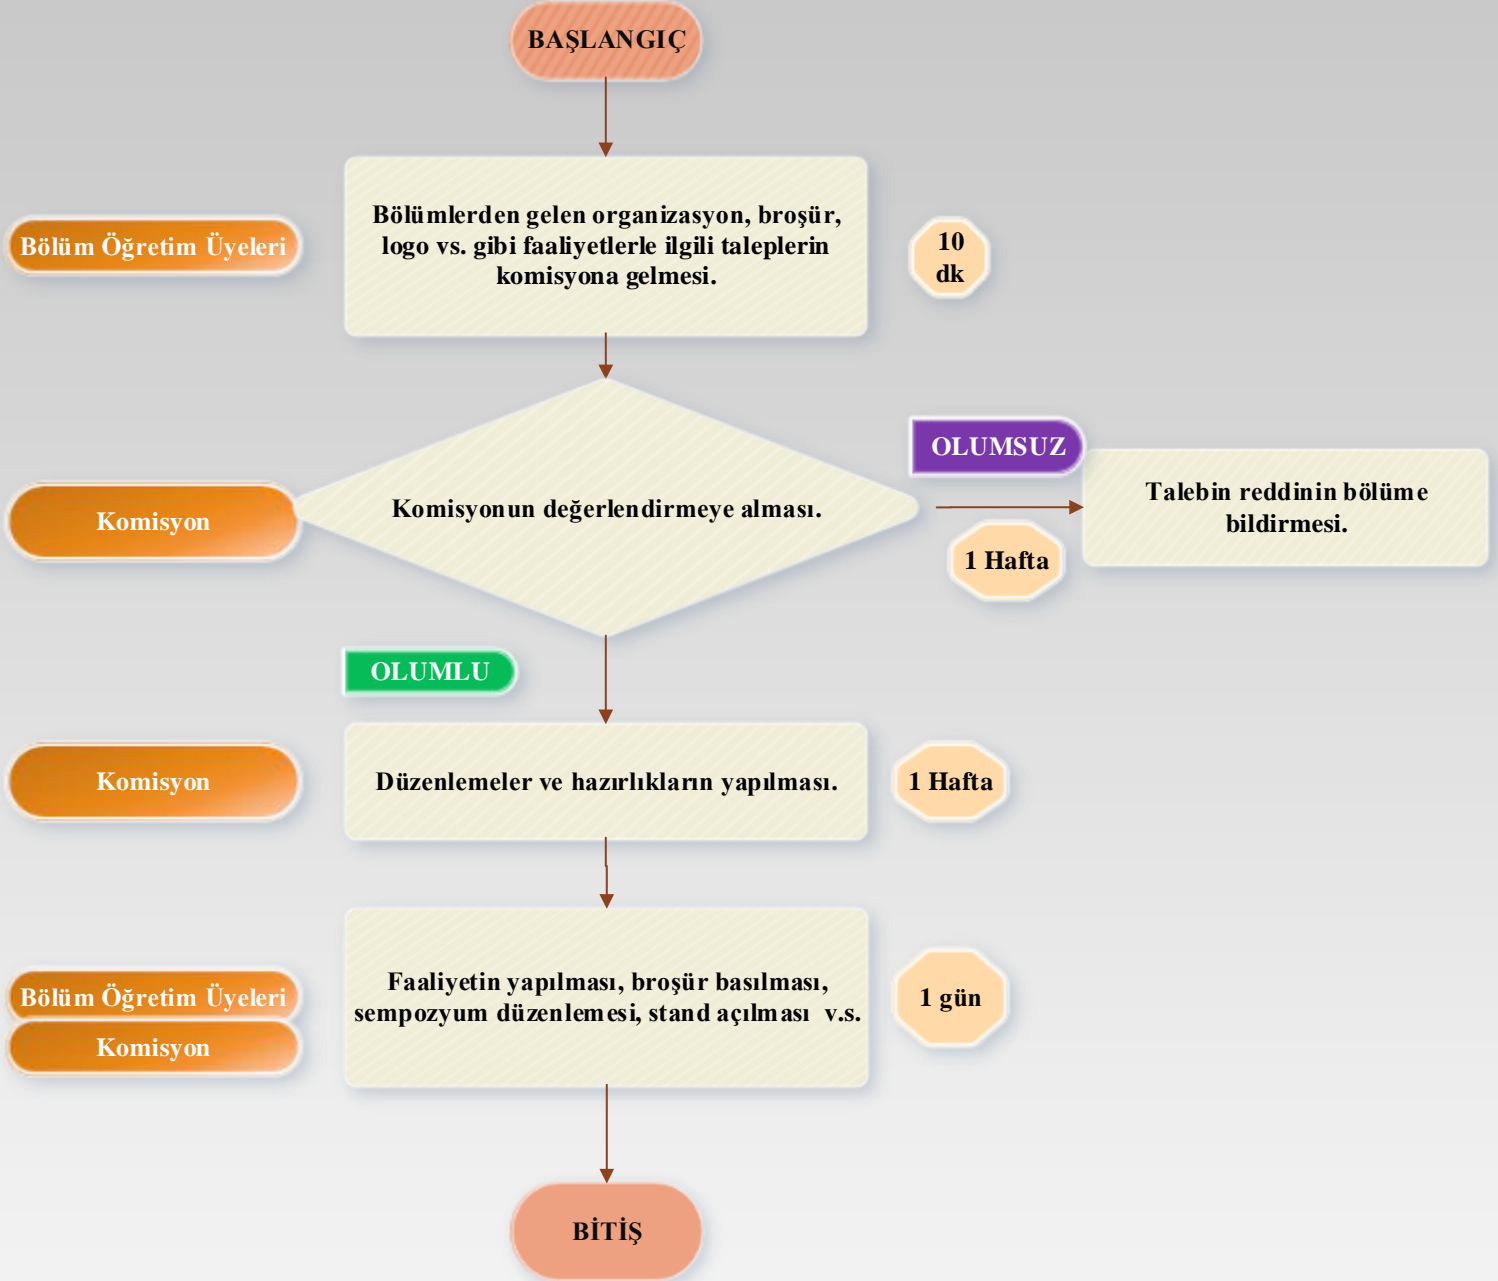 BAŞLANGIÇ
Bölüm Öğretim Üyeleri
Bölümlerden gelen organizasyon, broşür,
logo vs. gibi faaliyetlerle ilgili taleplerin
komisyona gelmesi.
10
dk
Komisyon
Komisyonun değerlendirmeye alması.
OLUMSUZ
1 Hafta
Talebin reddinin bölüme
bildirmesi.
OLUMLU
Komisyon
Düzenlemeler ve hazırlıkların yapılması.
1 Hafta
Bölüm Öğretim Üyeleri
Komisyon
Faaliyetin yapılması, broşür basılması,
sempozyum düzenlemesi, stand açılması v.s.
1 gün
BİTİŞ